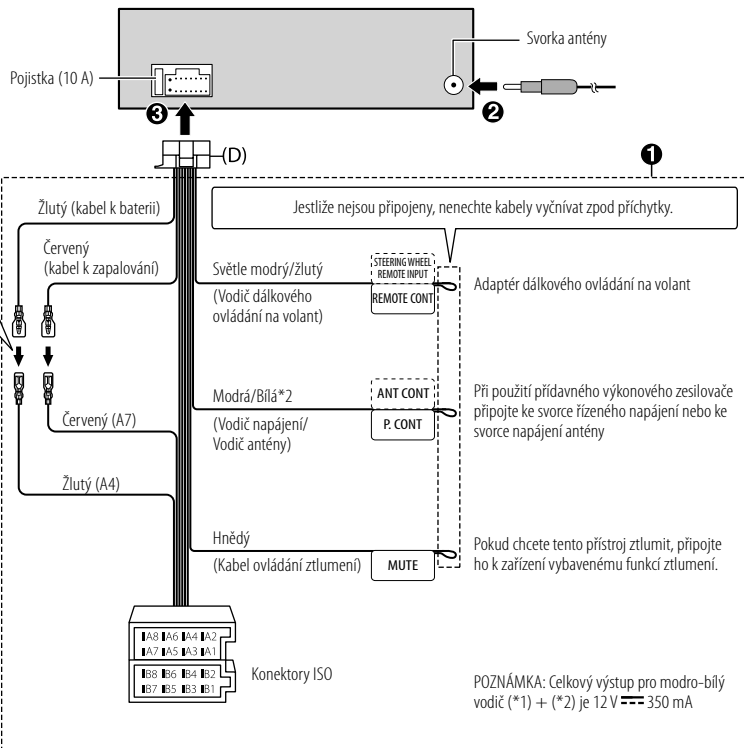 Svorka antény
Pojistka (10 A)
❸
❷
(D)
❶
Žlutý (kabel k baterii)
Jestliže nejsou připojeny, nenechte kabely vyčnívat zpod příchytky.
Červený
(kabel k zapalování)
Světle modrý/žlutý
(Vodič dálkového
ovládání na volant)
STEERING WHEEL
REMOTE INPUT
REMOTE CONT
Adaptér dálkového ovládání na volant
Modrá/Bílá*2
(Vodič napájení/
Vodič antény)
ANT CONT
P. CONT
Při použití přídavného výkonového zesilovače
připojte ke svorce řízeného napájení nebo ke
svorce napájení antény
Červený (A7)
Žlutý (A4)
Hnědý
(Kabel ovládání ztlumení)
MUTE
Pokud chcete tento přístroj ztlumit, připojte
ho k zařízení vybavenému funkcí ztlumení.
A8 A6 A4 A2
A7 A5 A3 A1
B8 B6 B4 B2
B7 B5 B3 B1
Konektory ISO
POZNÁMKA: Celkový výstup pro modro-bílý
vodič (*1) + (*2) je 12 V ⎓ 350 mA